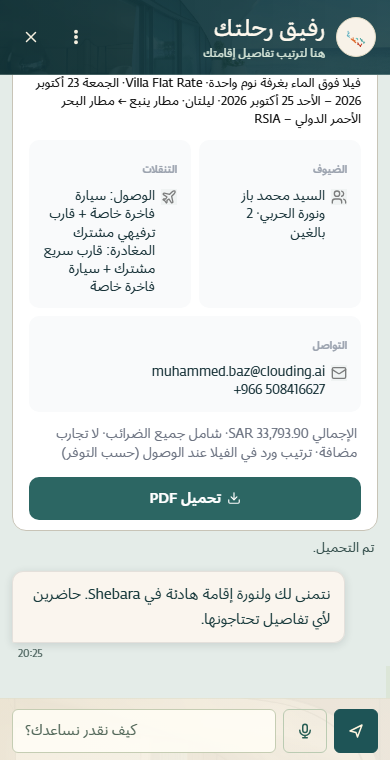 رفيق رحلتك
هنا لترتيب تفاصيل إقامتك
فيلا فوق الماء بغرفة نوم واحدة· Villa Flat Rate· الجمعة 23 أكتوبر
2026 – الأحد 25 أكتوبر 2026· ليلتان· مطار ينبع ← مطار البحر
الأحمر الدولي – RSIA
الضيوف
السيد محمد باز
ونورة الحربي· 2
بالغين
التنقلات
الوصول: سيارة
فاخرة خاصة + قارب
ترفيهي مشترك
المغادرة: قارب سريع
مشترك + سيارة
فاخرة خاصة
التواصل
muhammed.baz@clouding.ai
+966 508416627
الإجمالي SAR 33,793.90· شامل جميع الضرائب· لا تجارب
مضافة· ترتيب ورد في الفيلا عند الوصول (حسب التوفر)
تحميل PDF
تم التحميل.
نتمنى لك ولنورة إقامة هادئة في Shebara. حاضرين
لأي تفاصيل تحتاجونها.
20:25
كيف نقدر نساعدك؟